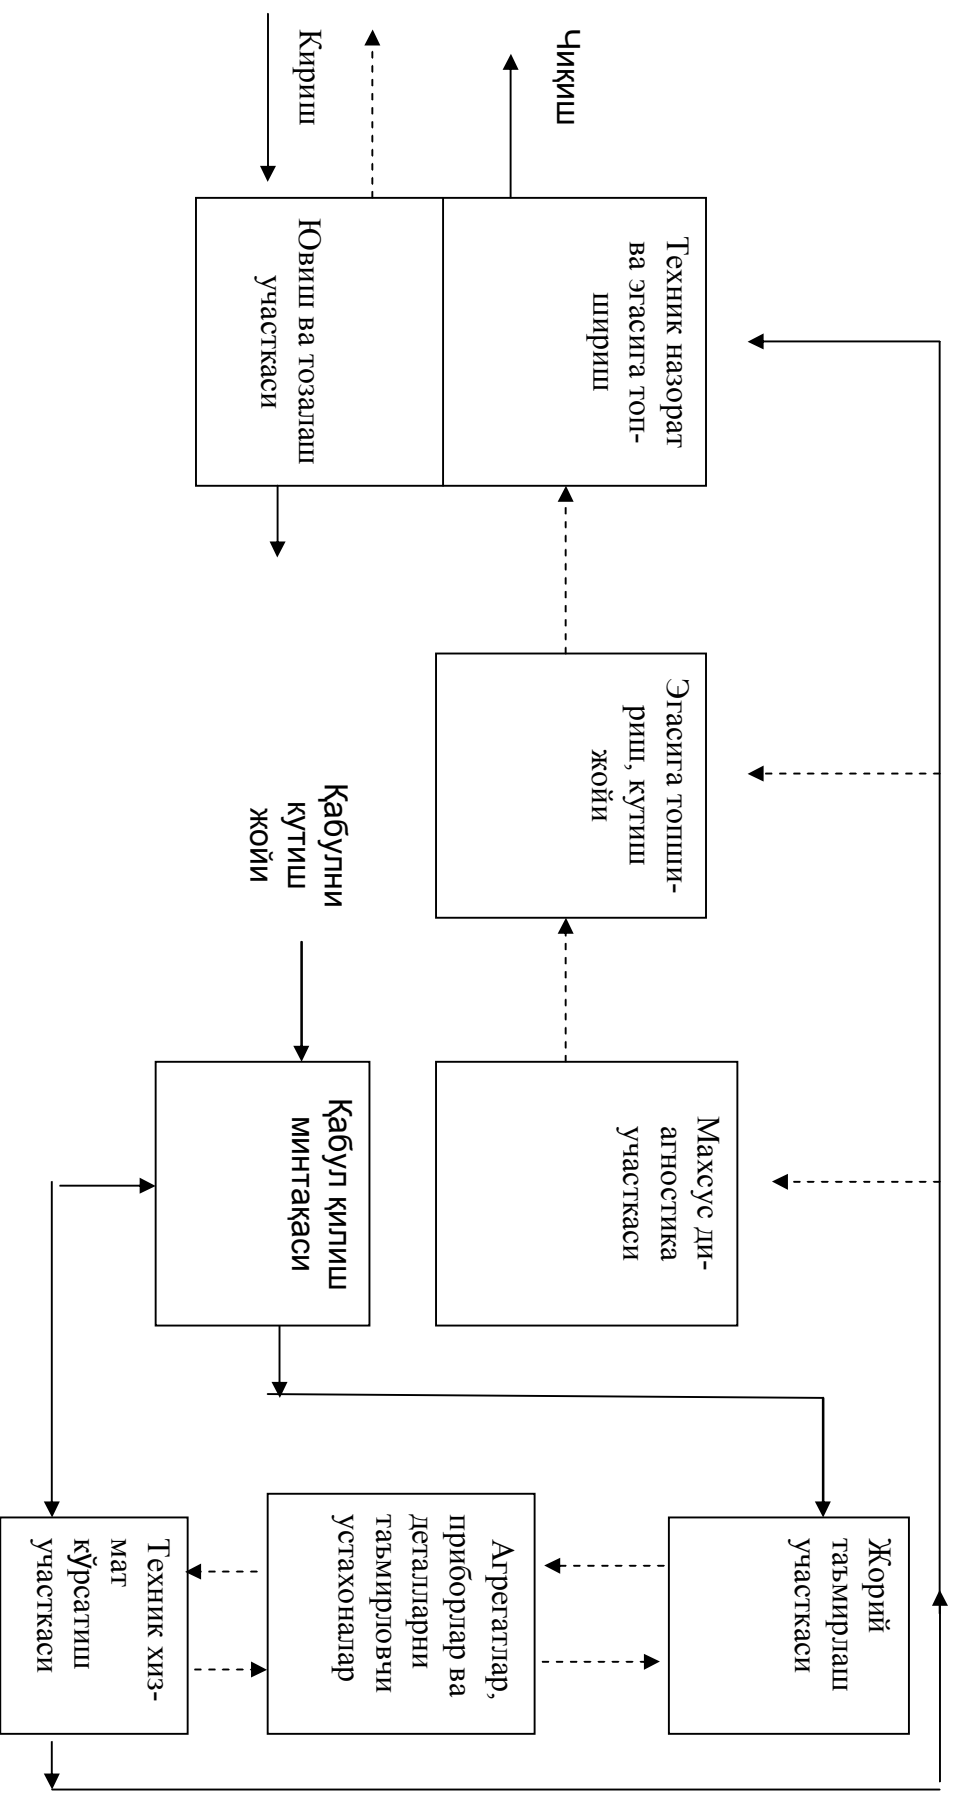 Чиқиш
Кириш
Техник назорат
ва эгасига топ-
шириш
Ювиш ва тозалаш
участкаси
Эгасига топши-
риш, кутиш
жойи
Қабулни
кутиш
жойи
Махсус ди-
агностика
участкаси
Қабул қилиш
минтақаси
Жорий
таъмирлаш
участкаси
Агрегатлар,
приборлар ва
деталларни
таъмирловчи
устахоналар
Техник хиз-
мат
кўрсатиш
участкаси